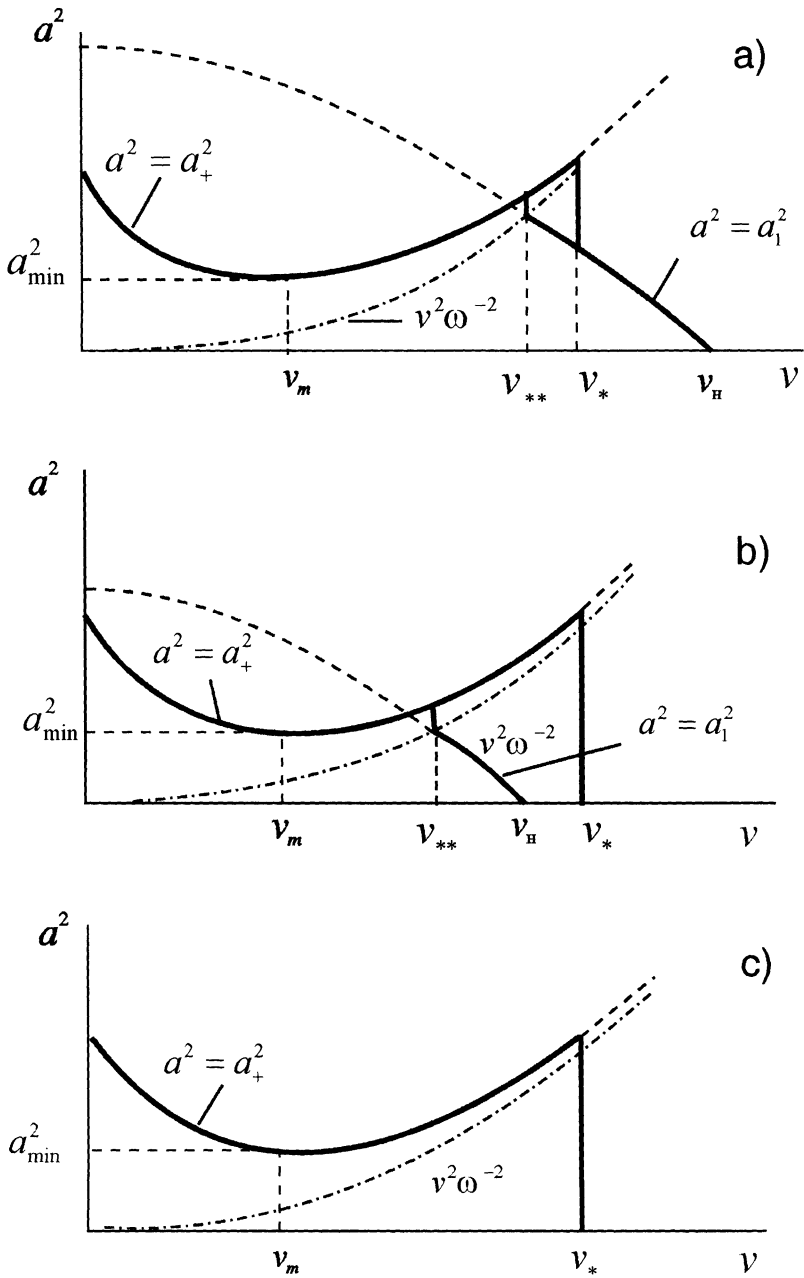 a²
a)
a² = a₊²
a² = a₁²
a²min
v²ω⁻²
vₘ
v**
v*
vн
v
a²
b)
a² = a₊²
a²min
v²ω⁻²
a² = a₁²
vₘ
v**
vн
v*
v
a²
c)
a² = a₊²
a²min
v²ω⁻²
vₘ
v*
v